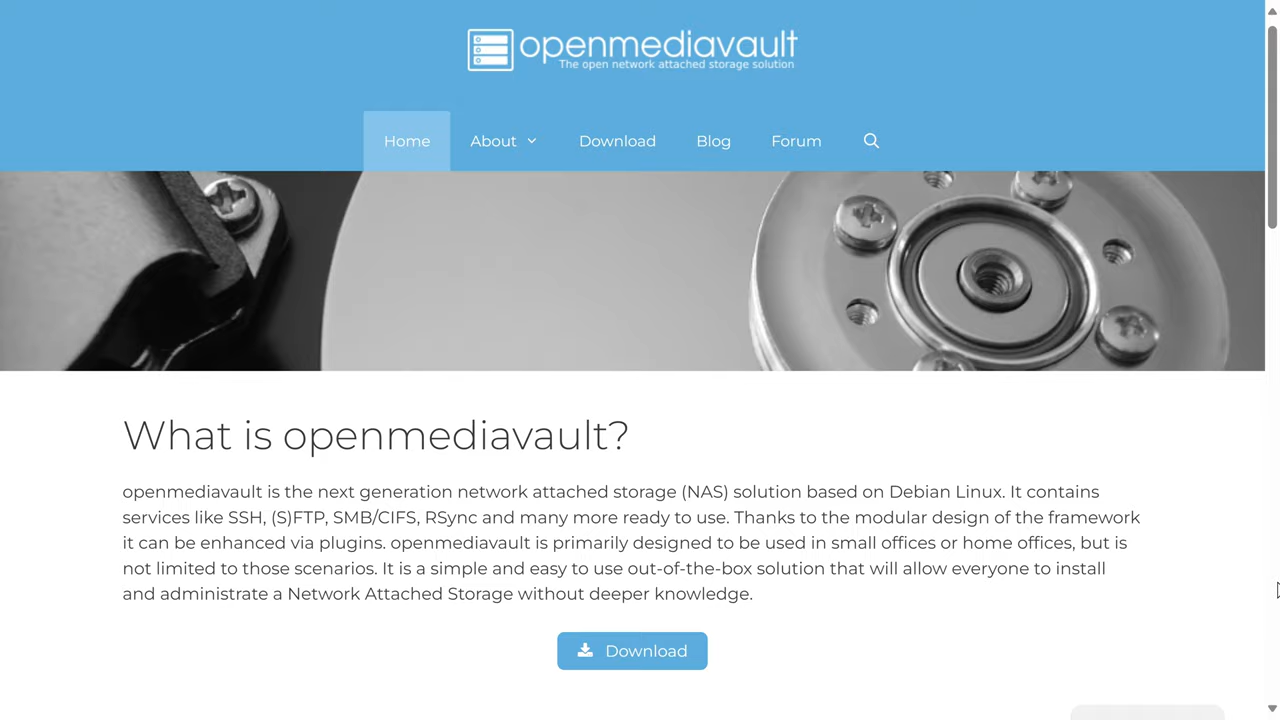 openmediavault
The open network attached storage solution
Home About Download Blog Forum
What is openmediavault?
openmediavault is the next generation network attached storage (NAS) solution based on Debian Linux. It contains
services like SSH, (S)FTP, SMB/CIFS, RSync and many more ready to use. Thanks to the modular design of the framework
it can be enhanced via plugins. openmediavault is primarily designed to be used in small offices or home offices, but is
not limited to those scenarios. It is a simple and easy to use out-of-the-box solution that will allow everyone to install
and administrate a Network Attached Storage without deeper knowledge.
Download